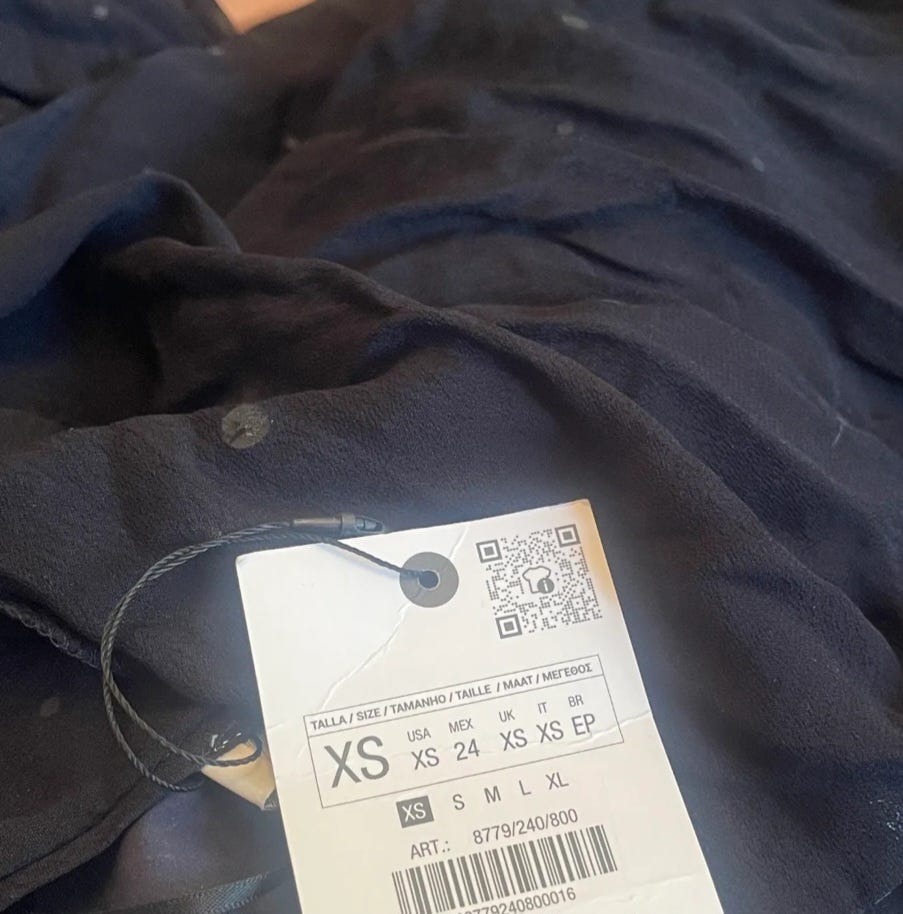 TALLA / SIZE / TAMANHO / TAILLE / MAAT / ΜΕΓΕΘΟΣ
XS USA XS MEX 24 UK XS IT XS BR EP
XS S M L XL
ART.: 8779/240/800
8779240800016